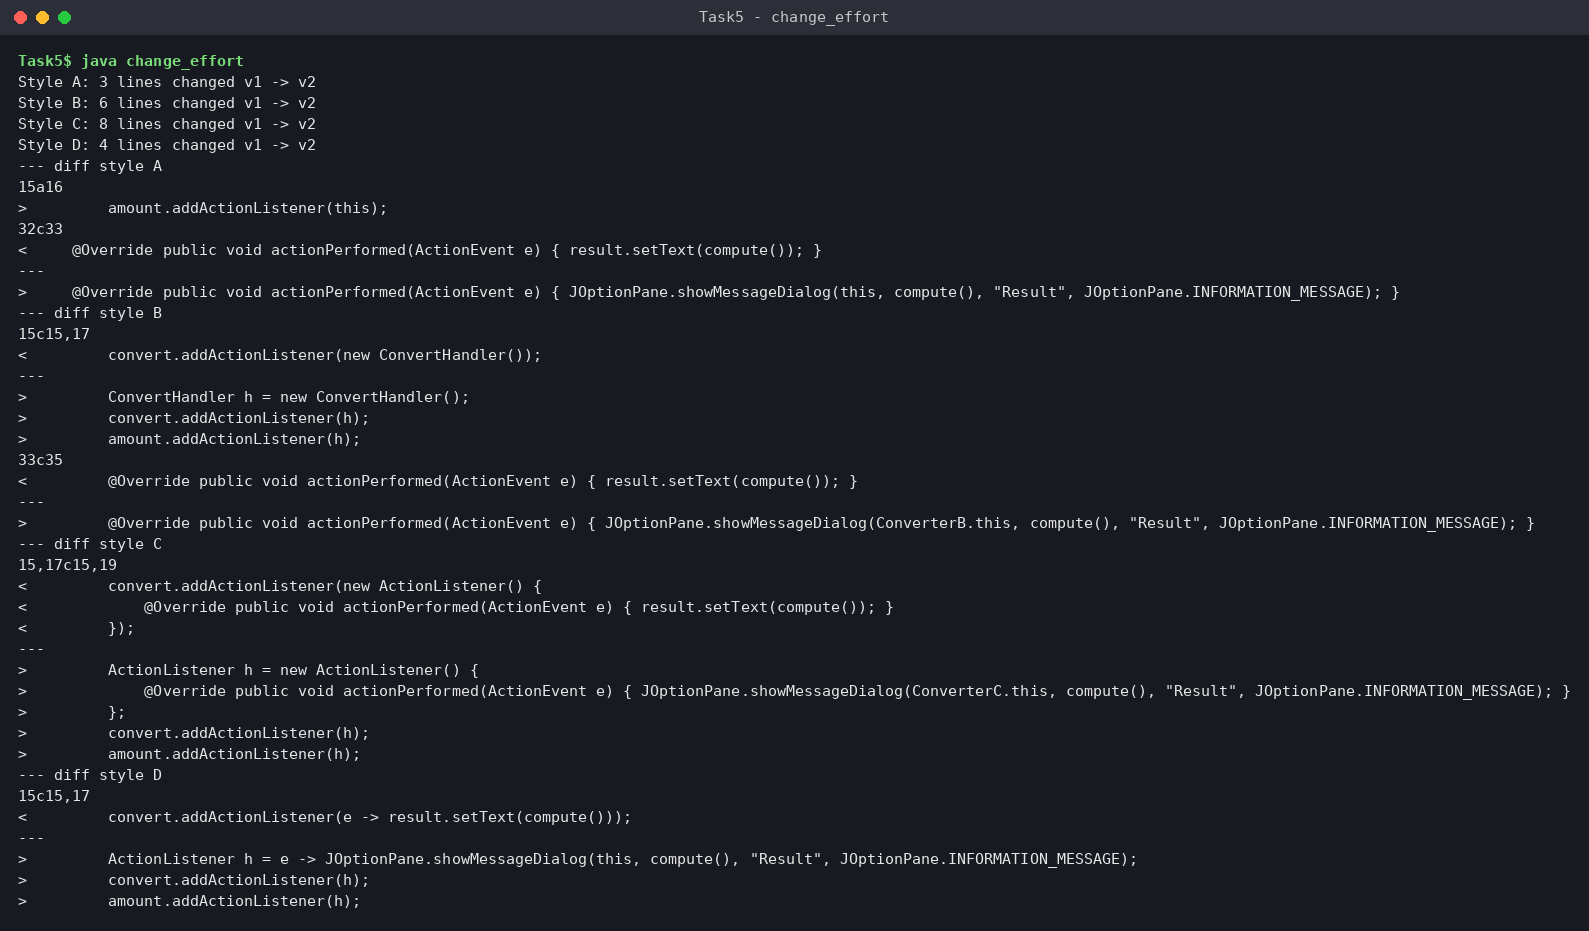 Task5 - change_effort
Task5$ java change_effort
Style A: 3 lines changed v1 -> v2
Style B: 6 lines changed v1 -> v2
Style C: 8 lines changed v1 -> v2
Style D: 4 lines changed v1 -> v2
--- diff style A
15a16
>         amount.addActionListener(this);
32c33
<     @Override public void actionPerformed(ActionEvent e) { result.setText(compute()); }
---
>     @Override public void actionPerformed(ActionEvent e) { JOptionPane.showMessageDialog(this, compute(), "Result", JOptionPane.INFORMATION_MESSAGE); }
--- diff style B
15c15,17
<         convert.addActionListener(new ConvertHandler());
---
>         ConvertHandler h = new ConvertHandler();
>         convert.addActionListener(h);
>         amount.addActionListener(h);
33c35
<         @Override public void actionPerformed(ActionEvent e) { result.setText(compute()); }
---
>         @Override public void actionPerformed(ActionEvent e) { JOptionPane.showMessageDialog(ConverterB.this, compute(), "Result", JOptionPane.INFORMATION_MESSAGE); }
--- diff style C
15,17c15,19
<         convert.addActionListener(new ActionListener() {
<             @Override public void actionPerformed(ActionEvent e) { result.setText(compute()); }
<         });
---
>         ActionListener h = new ActionListener() {
>             @Override public void actionPerformed(ActionEvent e) { JOptionPane.showMessageDialog(ConverterC.this, compute(), "Result", JOptionPane.INFORMATION_MESSAGE); }
>         };
>         convert.addActionListener(h);
>         amount.addActionListener(h);
--- diff style D
15c15,17
<         convert.addActionListener(e -> result.setText(compute()));
---
>         ActionListener h = e -> JOptionPane.showMessageDialog(this, compute(), "Result", JOptionPane.INFORMATION_MESSAGE);
>         convert.addActionListener(h);
>         amount.addActionListener(h);